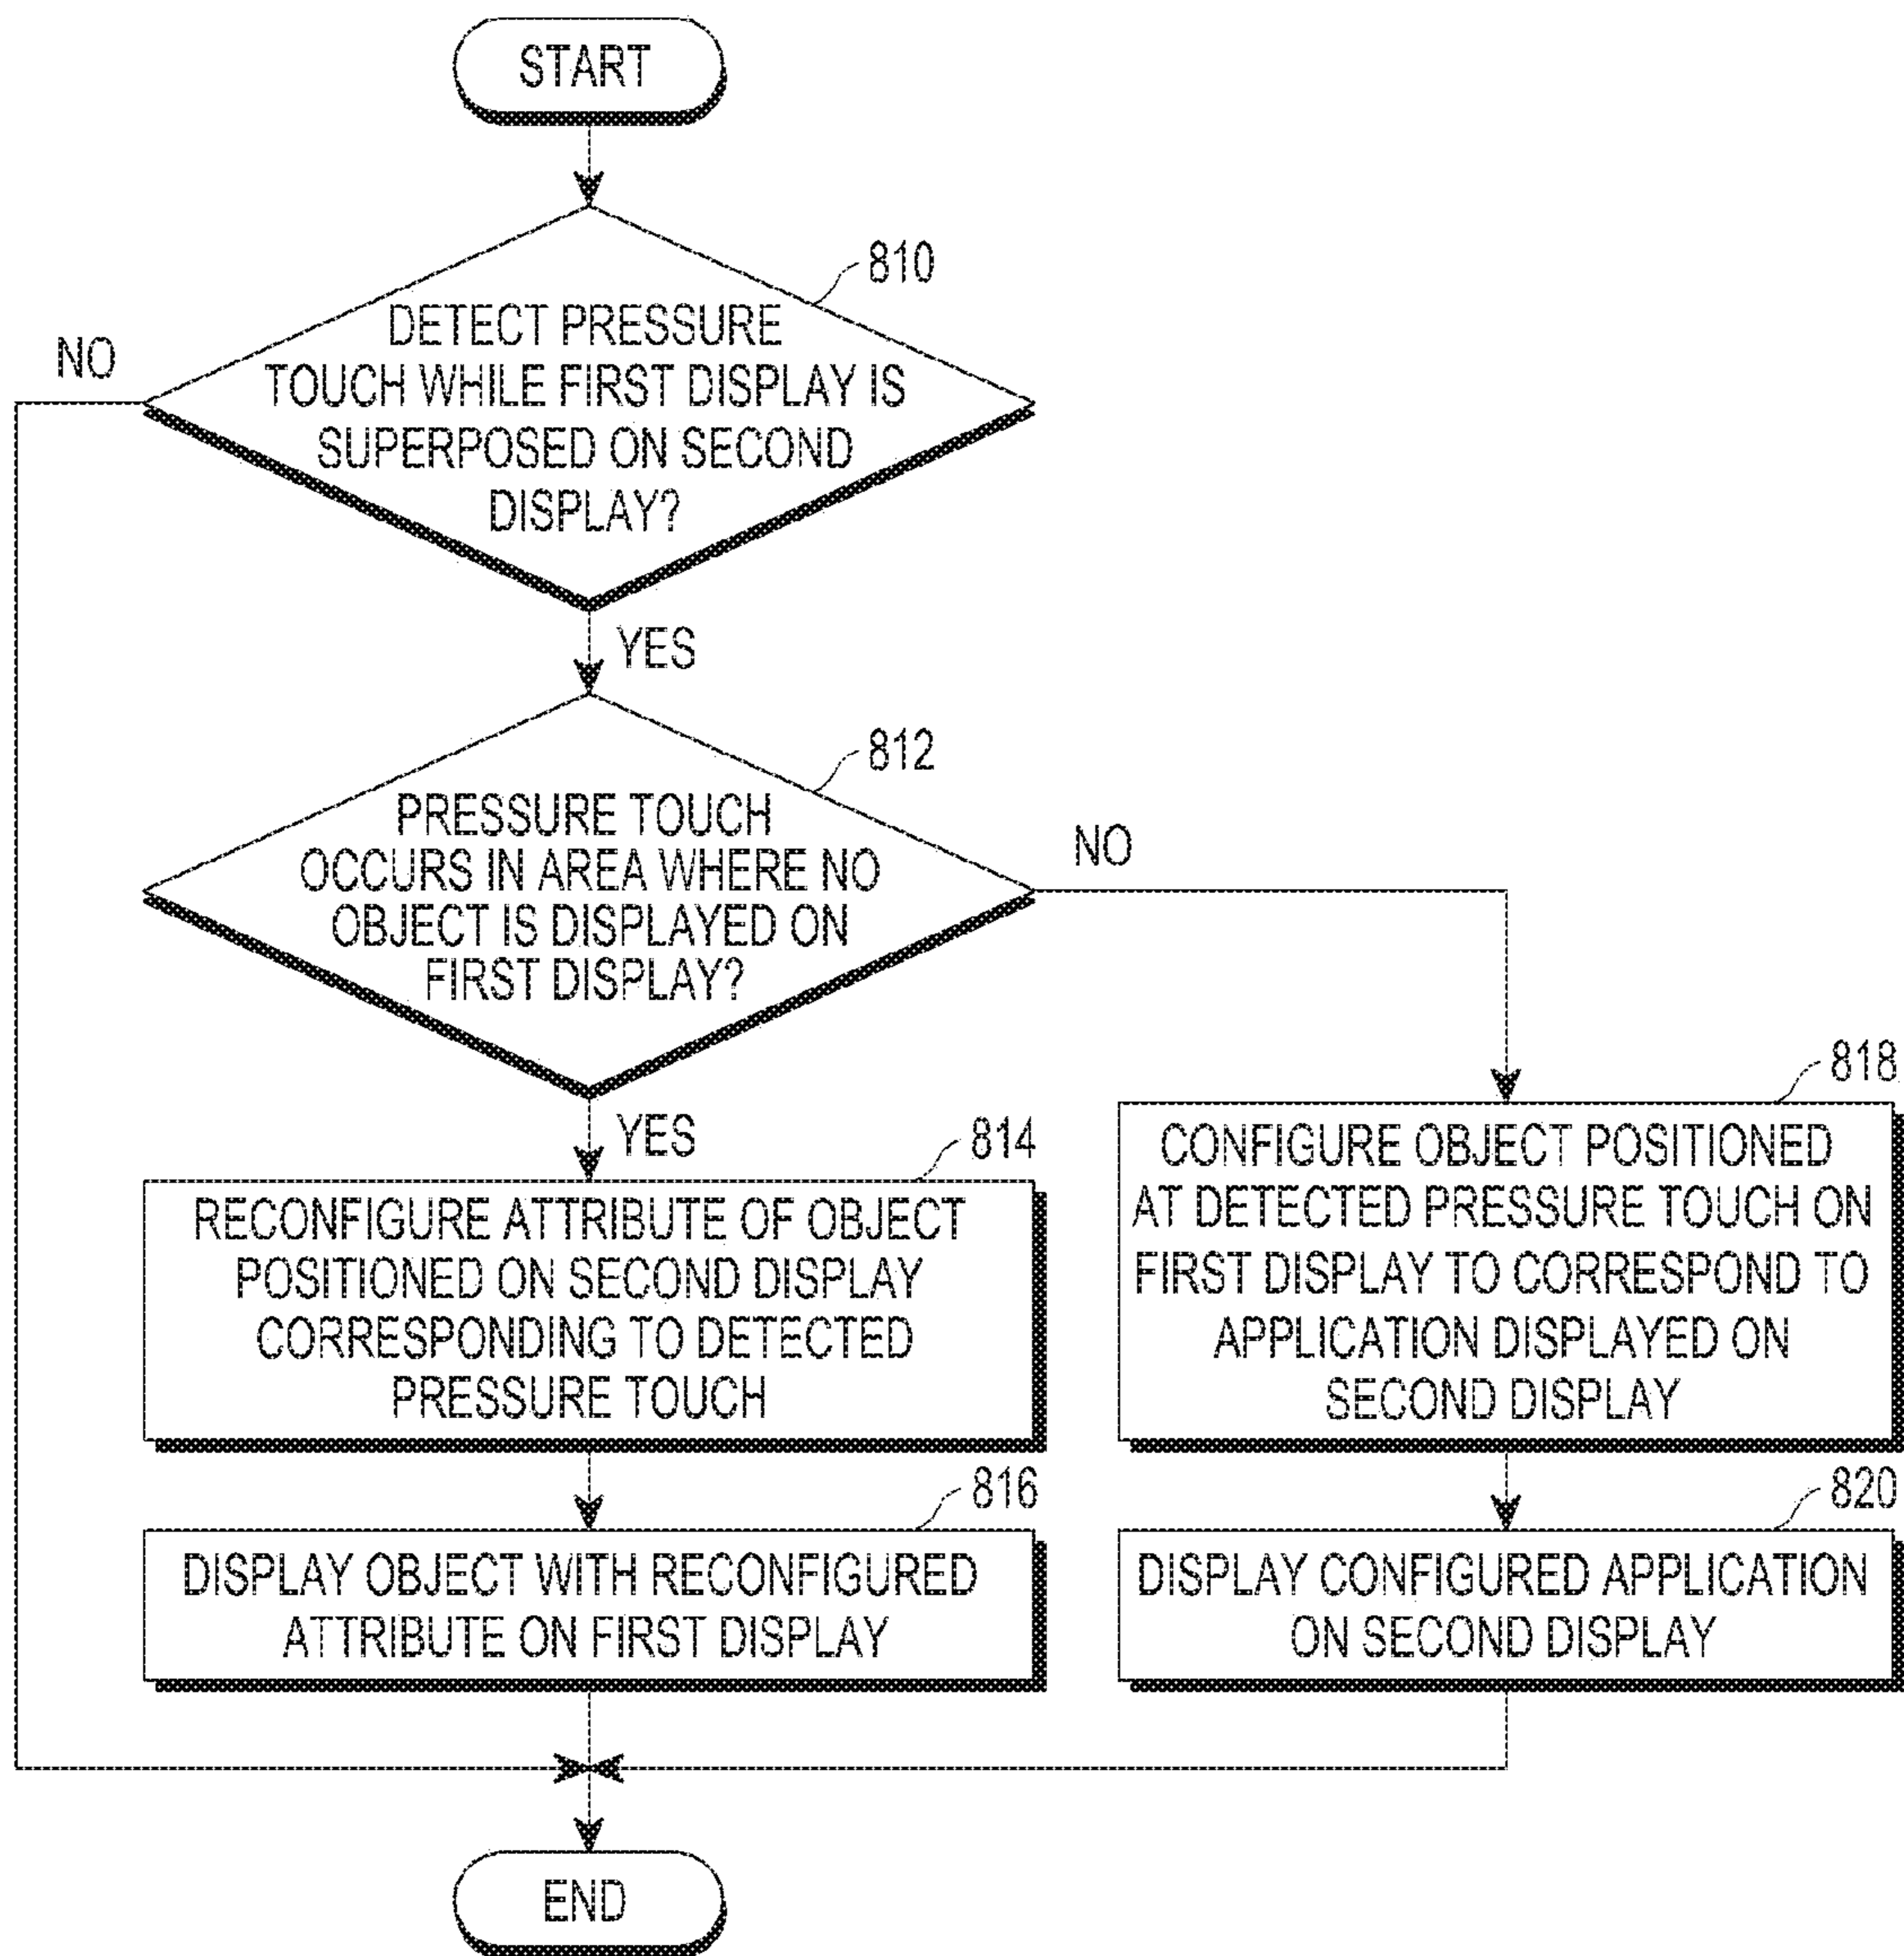 START
810
DETECT PRESSURE
TOUCH WHILE FIRST DISPLAY IS
SUPERPOSED ON SECOND
DISPLAY?
NO
YES
812
PRESSURE TOUCH
OCCURS IN AREA WHERE NO
OBJECT IS DISPLAYED ON
FIRST DISPLAY?
NO
YES
814
RECONFIGURE ATTRIBUTE OF OBJECT
POSITIONED ON SECOND DISPLAY
CORRESPONDING TO DETECTED
PRESSURE TOUCH
816
DISPLAY OBJECT WITH RECONFIGURED
ATTRIBUTE ON FIRST DISPLAY
818
CONFIGURE OBJECT POSITIONED
AT DETECTED PRESSURE TOUCH ON
FIRST DISPLAY TO CORRESPOND TO
APPLICATION DISPLAYED ON
SECOND DISPLAY
820
DISPLAY CONFIGURED APPLICATION
ON SECOND DISPLAY
END